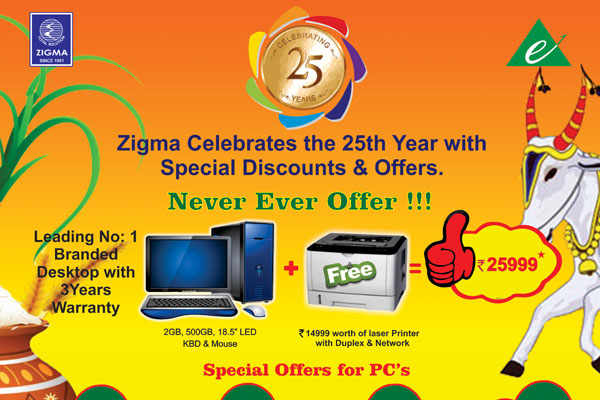 ZIGMA
SINCE 1991
CELEBRATING
25
YEARS
e
Zigma Celebrates the 25th Year with
Special Discounts & Offers.
Never Ever Offer !!!
Leading No: 1
Branded
Desktop with
3Years
Warranty
+
Free
=
₹ 25999*
2GB, 500GB, 18.5" LED
KBD & Mouse
₹ 14999 worth of laser Printer
with Duplex & Network
Special Offers for PC's